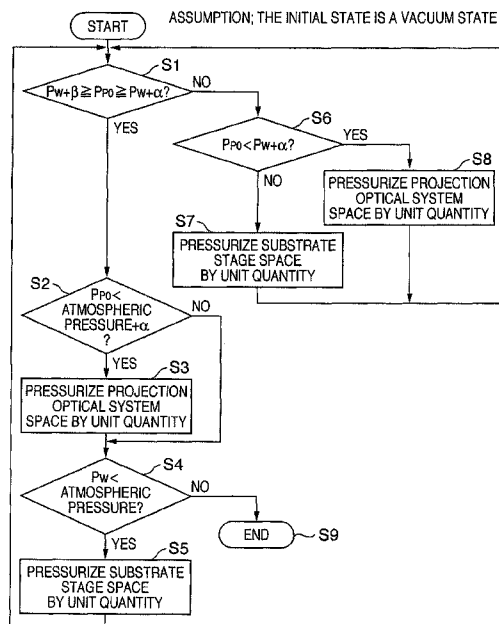 ASSUMPTION; THE INITIAL STATE IS A VACUUM STATE
START
S1
PW+β≧PPO≧PW+α?
NO
YES
S6
PPO<PW+α?
YES
NO
S8
PRESSURIZE PROJECTION
OPTICAL SYSTEM
SPACE BY UNIT QUANTITY
S7
PRESSURIZE SUBSTRATE
STAGE SPACE
BY UNIT QUANTITY
S2
PPO<
ATMOSPHERIC
PRESSURE+α
?
NO
YES
S3
PRESSURIZE PROJECTION
OPTICAL SYSTEM
SPACE BY UNIT QUANTITY
S4
PW<
ATMOSPHERIC
PRESSURE?
NO
YES
END
S9
S5
PRESSURIZE SUBSTRATE
STAGE SPACE
BY UNIT QUANTITY